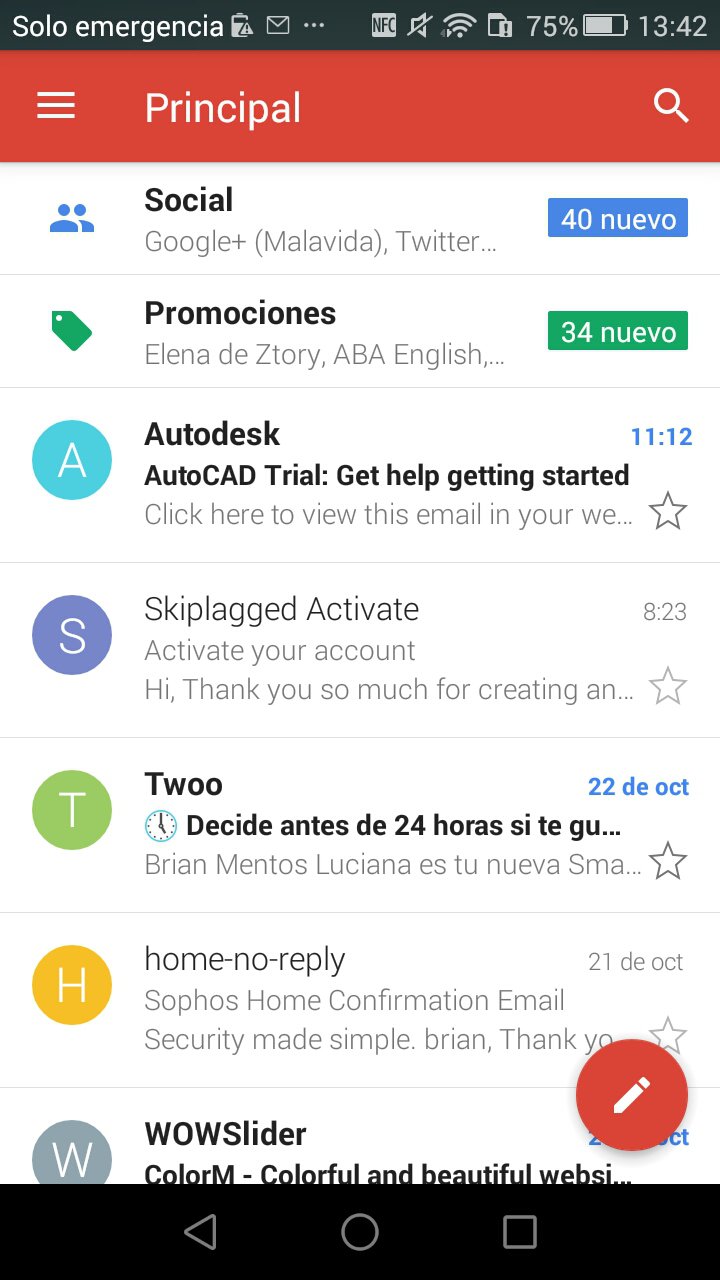 Solo emergencia ... NFC 75% 13:42
Principal
Social
40 nuevo
Google+ (Malavida), Twitter...
Promociones
34 nuevo
Elena de Ztory, ABA English,...
A
Autodesk
11:12
AutoCAD Trial: Get help getting started
Click here to view this email in your we...
S
Skiplagged Activate
8:23
Activate your account
Hi, Thank you so much for creating an...
T
Twoo
22 de oct
Decide antes de 24 horas si te gu...
Brian Mentos Luciana es tu nueva Sma...
H
home-no-reply
21 de oct
Sophos Home Confirmation Email
Security made simple. brian, Thank yo
W
WOWSlider
ColorM - Colorful and beautiful websi...